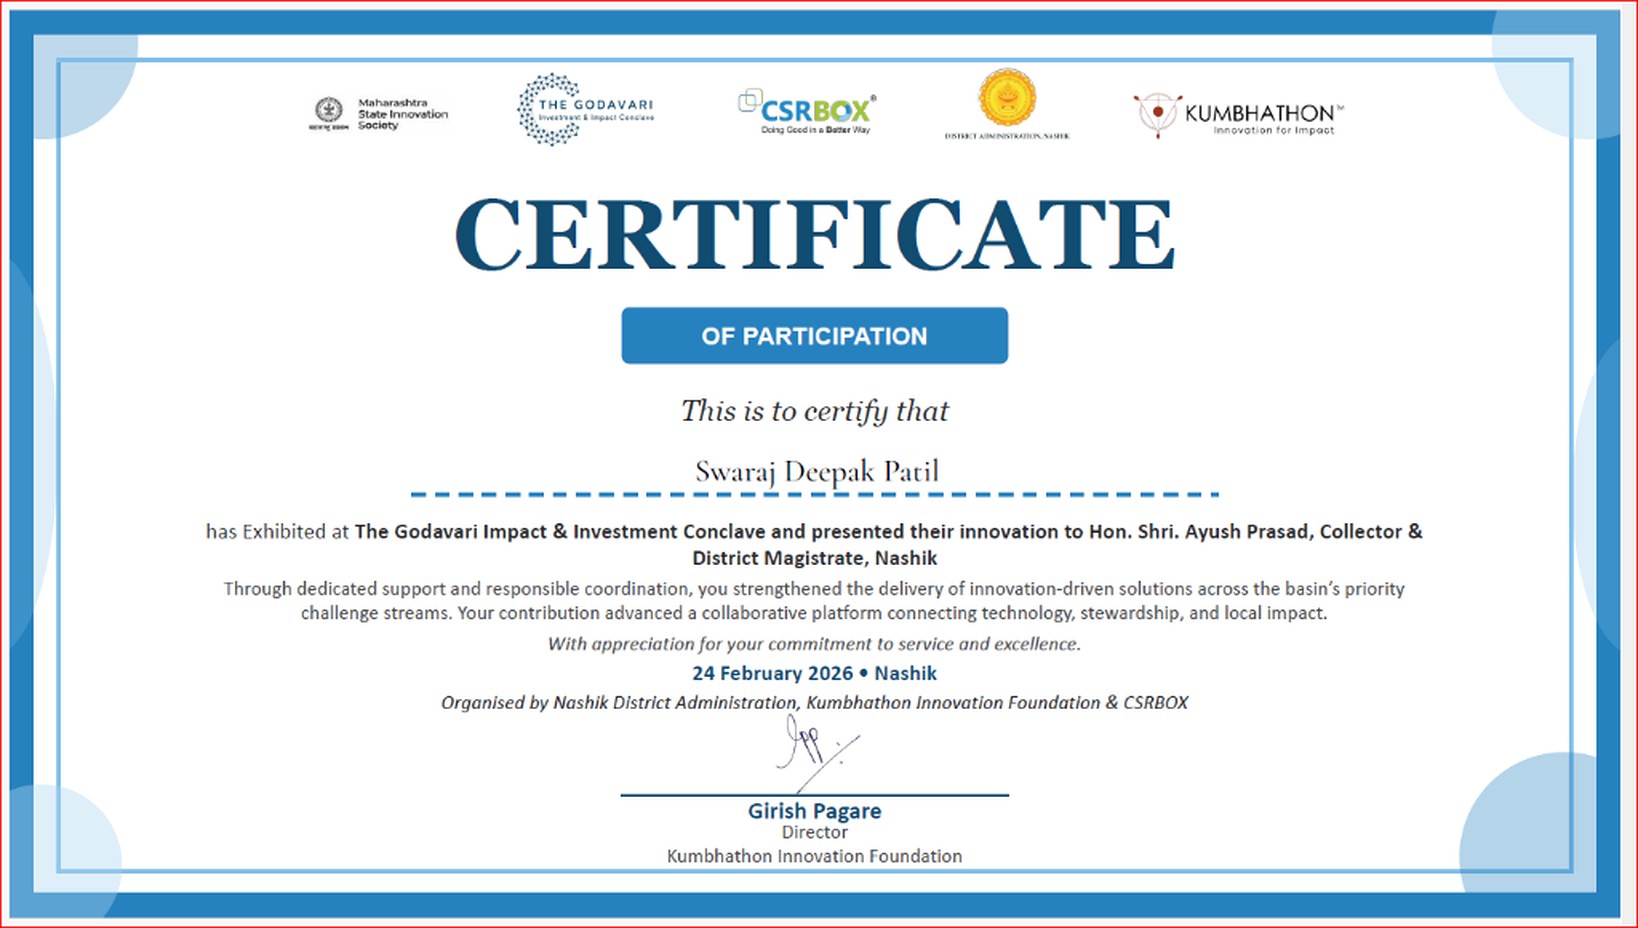 Maharashtra
State Innovation
Society
THE GODAVARI
Investment & Impact Conclave
CSRBOX®
Doing Good in a Better Way
DISTRICT ADMINISTRATION, NASHIK
KUMBHATHON™
Innovation for Impact
CERTIFICATE
OF PARTICIPATION
This is to certify that
Swaraj Deepak Patil
has Exhibited at The Godavari Impact & Investment Conclave and presented their innovation to Hon. Shri. Ayush Prasad, Collector &
District Magistrate, Nashik
Through dedicated support and responsible coordination, you strengthened the delivery of innovation-driven solutions across the basin’s priority
challenge streams. Your contribution advanced a collaborative platform connecting technology, stewardship, and local impact.
With appreciation for your commitment to service and excellence.
24 February 2026 • Nashik
Organised by Nashik District Administration, Kumbhathon Innovation Foundation & CSRBOX
Girish Pagare
Director
Kumbhathon Innovation Foundation